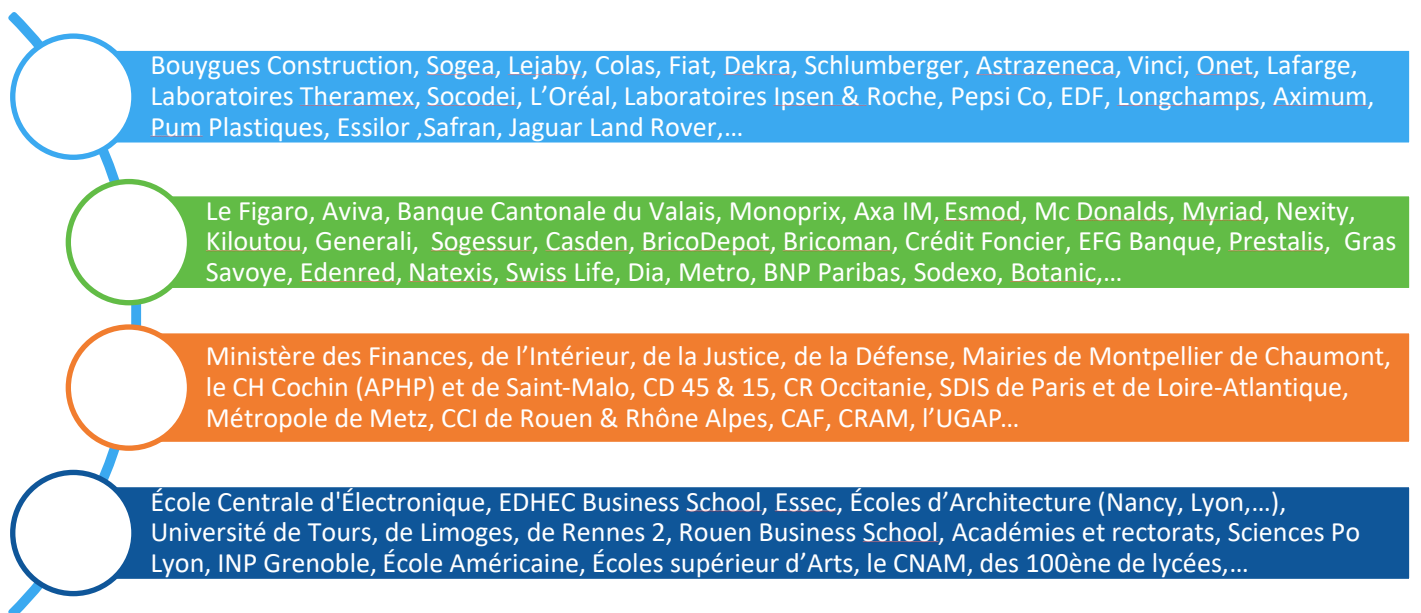 Bouygues Construction, Sogea, Lejaby, Colas, Fiat, Dekra, Schlumberger, Astrazeneca, Vinci, Onet, Lafarge,
Laboratoires Theramex, Socodei, L’Oréal, Laboratoires Ipsen & Roche, Pepsi Co, EDF, Longchamps, Aximum,
Pum Plastiques, Essilor ,Safran, Jaguar Land Rover,…
Le Figaro, Aviva, Banque Cantonale du Valais, Monoprix, Axa IM, Esmod, Mc Donalds, Myriad, Nexity,
Kiloutou, Generali, Sogessur, Casden, BricoDepot, Bricoman, Crédit Foncier, EFG Banque, Prestalis, Gras
Savoye, Edenred, Natexis, Swiss Life, Dia, Metro, BNP Paribas, Sodexo, Botanic,…
Ministère des Finances, de l’Intérieur, de la Justice, de la Défense, Mairies de Montpellier de Chaumont,
le CH Cochin (APHP) et de Saint-Malo, CD 45 & 15, CR Occitanie, SDIS de Paris et de Loire-Atlantique,
Métropole de Metz, CCI de Rouen & Rhône Alpes, CAF, CRAM, l’UGAP…
École Centrale d'Électronique, EDHEC Business School, Essec, Écoles d’Architecture (Nancy, Lyon,…),
Université de Tours, de Limoges, de Rennes 2, Rouen Business School, Académies et rectorats, Sciences Po
Lyon, INP Grenoble, École Américaine, Écoles supérieur d’Arts, le CNAM, des 100ène de lycées,…